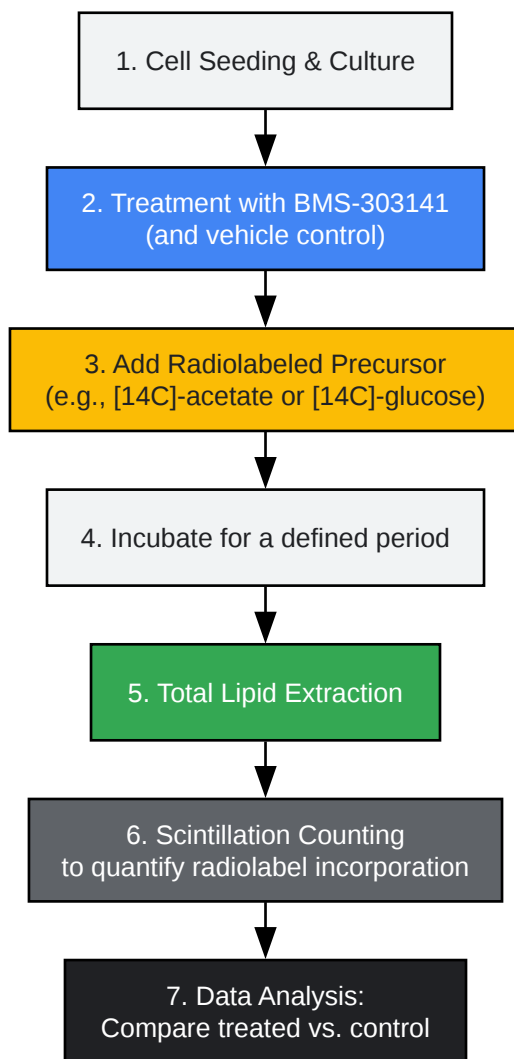 1. Cell Seeding & Culture
2. Treatment with BMS-303141
(and vehicle control)
3. Add Radiolabeled Precursor
(e.g., [14C]-acetate or [14C]-glucose)
4. Incubate for a defined period
5. Total Lipid Extraction
6. Scintillation Counting
to quantify radiolabel incorporation
7. Data Analysis:
Compare treated vs. control